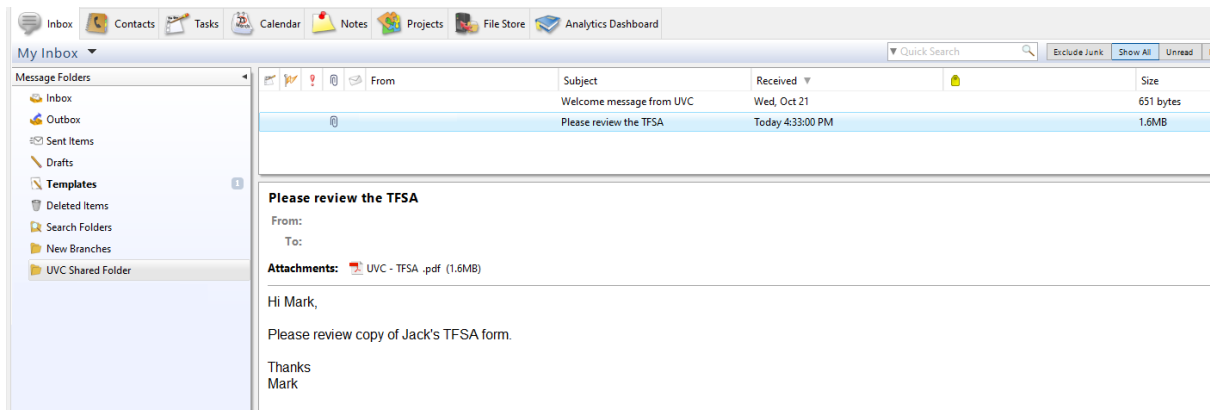 Inbox Contacts Tasks Calendar Notes Projects File Store Analytics Dashboard
My Inbox Quick Search Exclude Junk Show All Unread
Message Folders
Inbox
Outbox
Sent Items
Drafts
Templates 1
Deleted Items
Search Folders
New Branches
UVC Shared Folder
From Subject Received Size
Welcome message from UVC Wed, Oct 21 651 bytes
Please review the TFSA Today 4:33:00 PM 1.6MB
Please review the TFSA
From:
To:
Attachments: UVC - TFSA .pdf (1.6MB)
Hi Mark,
Please review copy of Jack's TFSA form.
Thanks
Mark